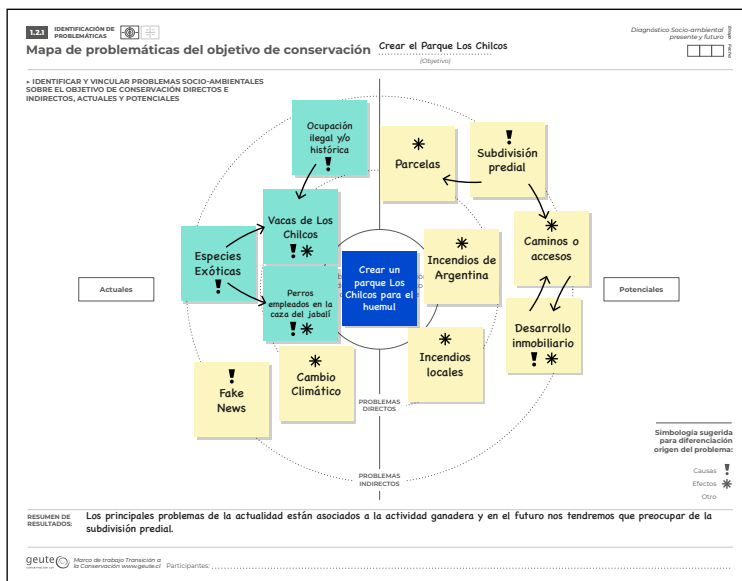 1.2.1 IDENTIFICACIÓN DE
PROBLEMÁTICAS
Mapa de problemáticas del objetivo de conservación Crear el Parque Los Chilcos
(Objetivo)
Diagnóstico Socio-ambiental
presente y futuro
Etapa
Fecha
• IDENTIFICAR Y VINCULAR PROBLEMAS SOCIO-AMBIENTALES
SOBRE EL OBJETIVO DE CONSERVACIÓN DIRECTOS E
INDIRECTOS, ACTUALES Y POTENCIALES
Ocupación
ilegal y/o
histórica
Parcelas
Subdivisión
predial
Vacas de Los
Chilcos
Especies
Exóticas
Caminos o
accesos
Incendios de
Argentina
Crear un
parque Los
Chilcos para el
huemul
Perros
empleados en la
caza del jabalí
Actuales
Potenciales
Desarrollo
inmobiliario
Incendios
locales
Cambio
Climático
Fake
News
PROBLEMAS
DIRECTOS
PROBLEMAS
INDIRECTOS
Simbología sugerida
para diferenciación
origen del problema:
Causas
Efectos
Otro
RESUMEN DE
RESULTADOS:
Los principales problemas de la actualidad están asociados a la actividad ganadera y en el futuro nos tendremos que preocupar de la
subdivisión predial.
geute
Marco de trabajo Transición a
la Conservación www.geute.cl Participantes: